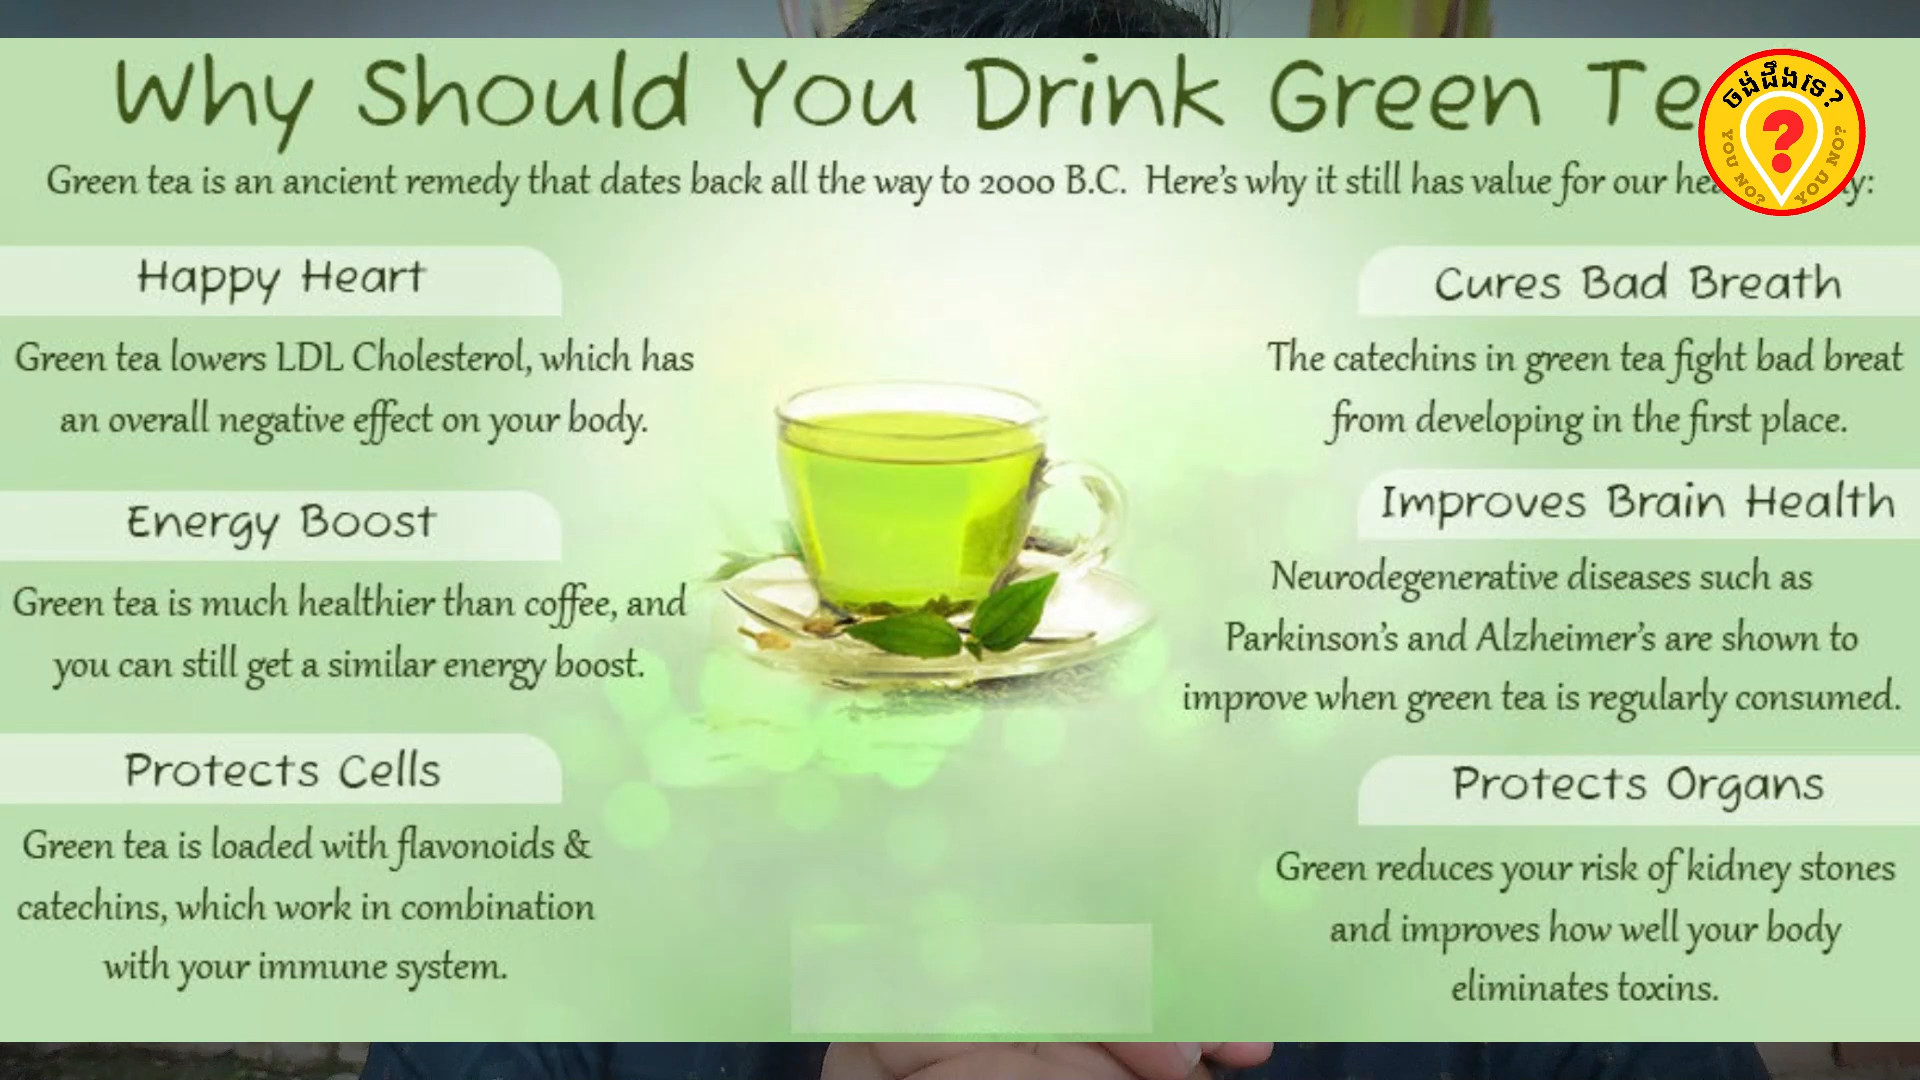 Why Should You Drink Green Te
Green tea is an ancient remedy that dates back all the way to 2000 B.C. Here's why it still has value for our
ចង់ដឹងទេ?
?
YOU NO?
YOU NO?
Happy Heart
Green tea lowers LDL Cholesterol, which has
an overall negative effect on your body.
Energy Boost
Green tea is much healthier than coffee, and
you can still get a similar energy boost.
Protects Cells
Green tea is loaded with flavonoids &
catechins, which work in combination
with your immune system.
Cures Bad Breath
The catechins in green tea fight bad breat
from developing in the first place.
Improves Brain Health
Neurodegenerative diseases such as
Parkinson's and Alzheimer's are shown to
improve when green tea is regularly consumed.
Protects Organs
Green reduces your risk of kidney stones
and improves how well your body
eliminates toxins.